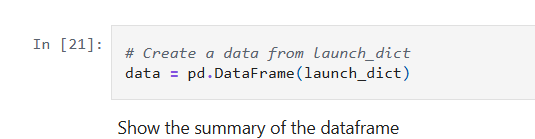 In [21]:
# Create a data from launch_dict
data = pd.DataFrame(launch_dict)
Show the summary of the dataframe